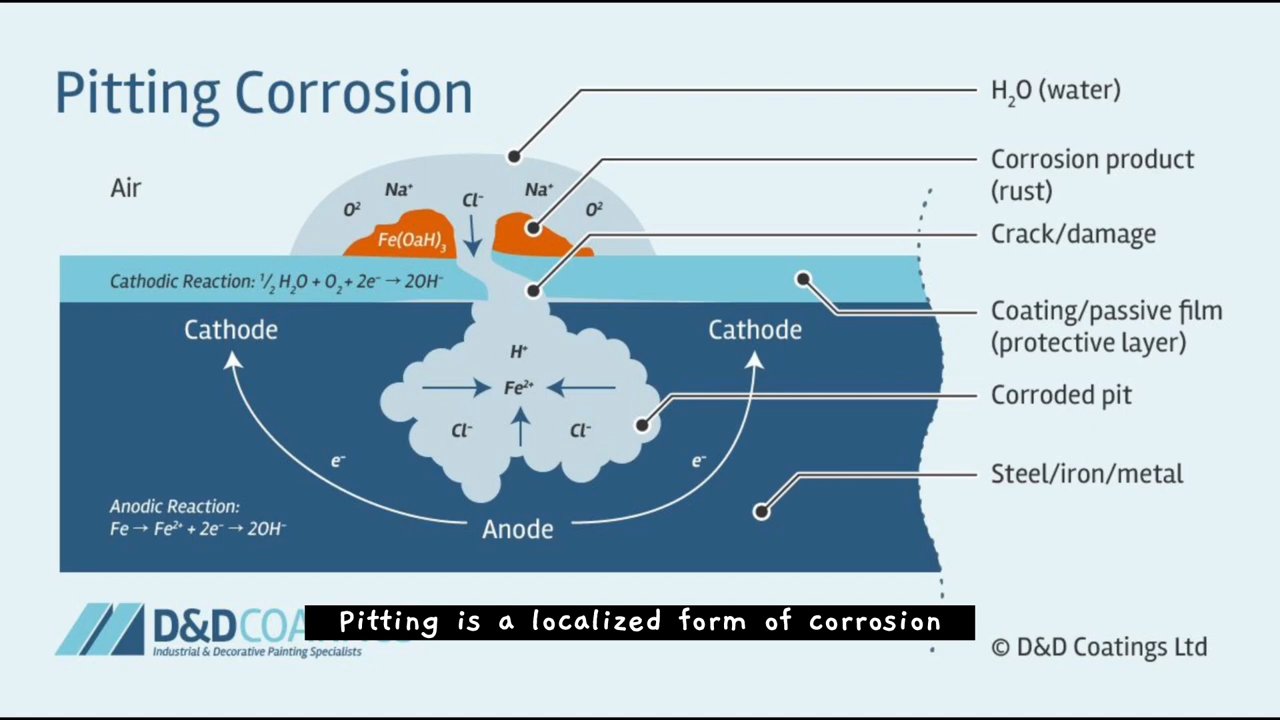 Pitting Corrosion
H₂O (water)
Corrosion product
(rust)
Air
Na⁺
Cl⁻
Na⁺
O²
O²
Fe(OaH)₃
Crack/damage
Cathodic Reaction: ½ H₂O + O₂ + 2e⁻ → 2OH⁻
Coating/passive film
(protective layer)
Cathode
Cathode
H⁺
Fe²⁺
Corroded pit
Cl⁻
Cl⁻
e⁻
e⁻
Steel/iron/metal
Anodic Reaction:
Fe → Fe²⁺ + 2e⁻ → 2OH⁻
Anode
D&D
Industrial & Decorative Painting Specialists
Pitting is a localized form of corrosion
© D&D Coatings Ltd